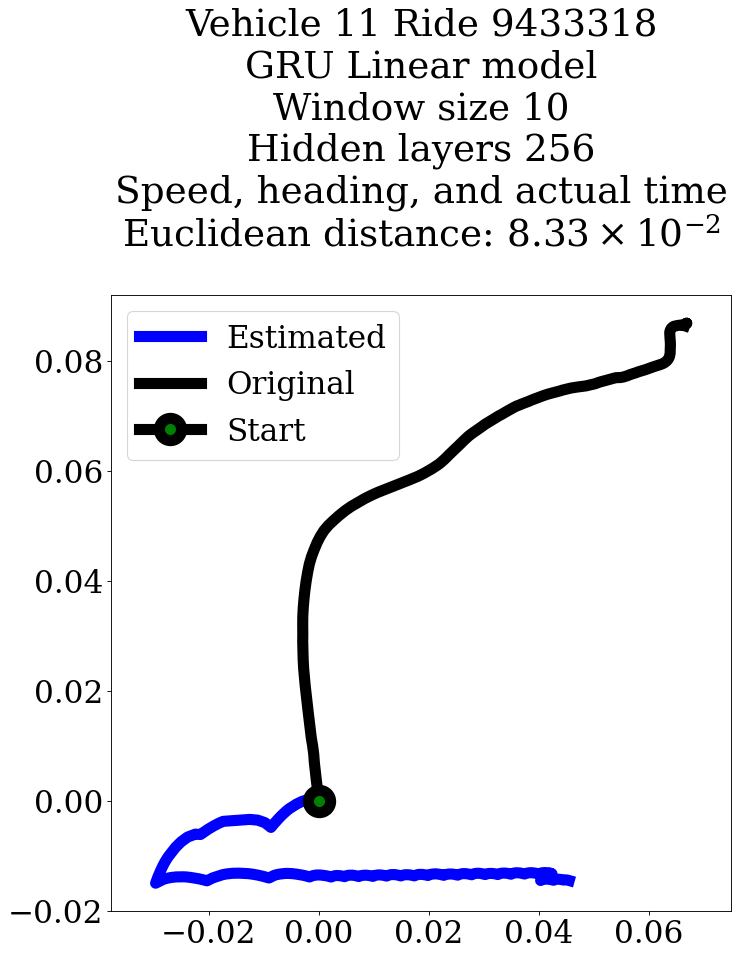 Vehicle 11 Ride 9433318
GRU Linear model
Window size 10
Hidden layers 256
Speed, heading, and actual time
Euclidean distance: 8.33 × 10⁻²
Estimated
Original
Start
0.08
0.06
0.04
0.02
0.00
−0.02
−0.02 0.00 0.02 0.04 0.06